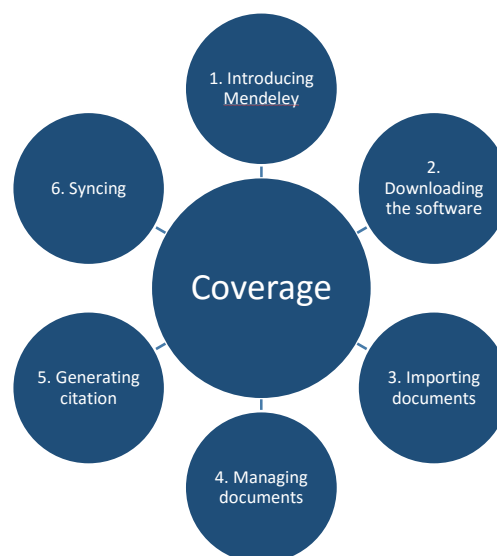 1. Introducing
Mendeley
2.
Downloading
the software
3. Importing
documents
4. Managing
documents
5. Generating
citation
6. Syncing
Coverage